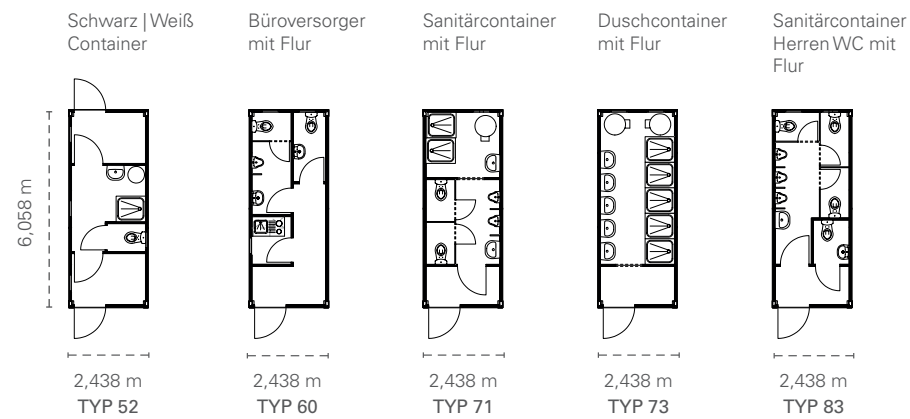 Schwarz | Weiß
Container
Büroversorger
mit Flur
Sanitärcontainer
mit Flur
Duschcontainer
mit Flur
Sanitärcontainer
Herren WC mit
Flur
6,058 m
2,438 m
TYP 52
2,438 m
TYP 60
2,438 m
TYP 71
2,438 m
TYP 73
2,438 m
TYP 83